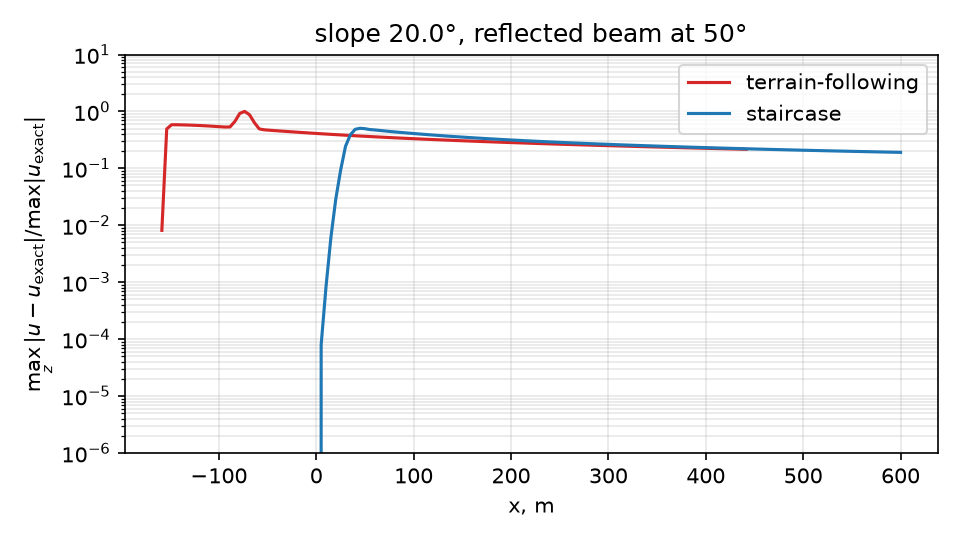 slope 20.0°, reflected beam at 50°
max_z |u − u_exact|/max|u_exact|
10¹
10⁰
10⁻¹
10⁻²
10⁻³
10⁻⁴
10⁻⁵
10⁻⁶
terrain-following
staircase
−100 0 100 200 300 400 500 600
x, m